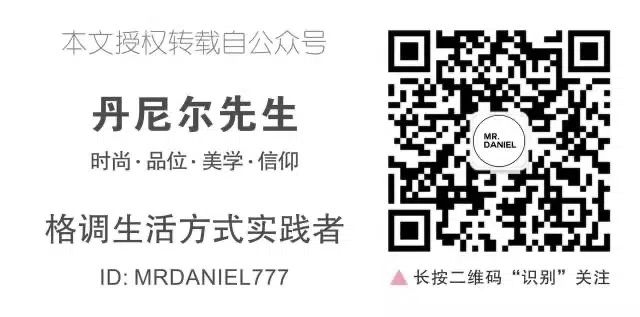 本文授权转载自公众号
丹尼尔先生
时尚·品位·美学·信仰
格调生活方式实践者
ID: MRDANIEL777
MR.
DANIEL
▲ 长按二维码“识别”关注